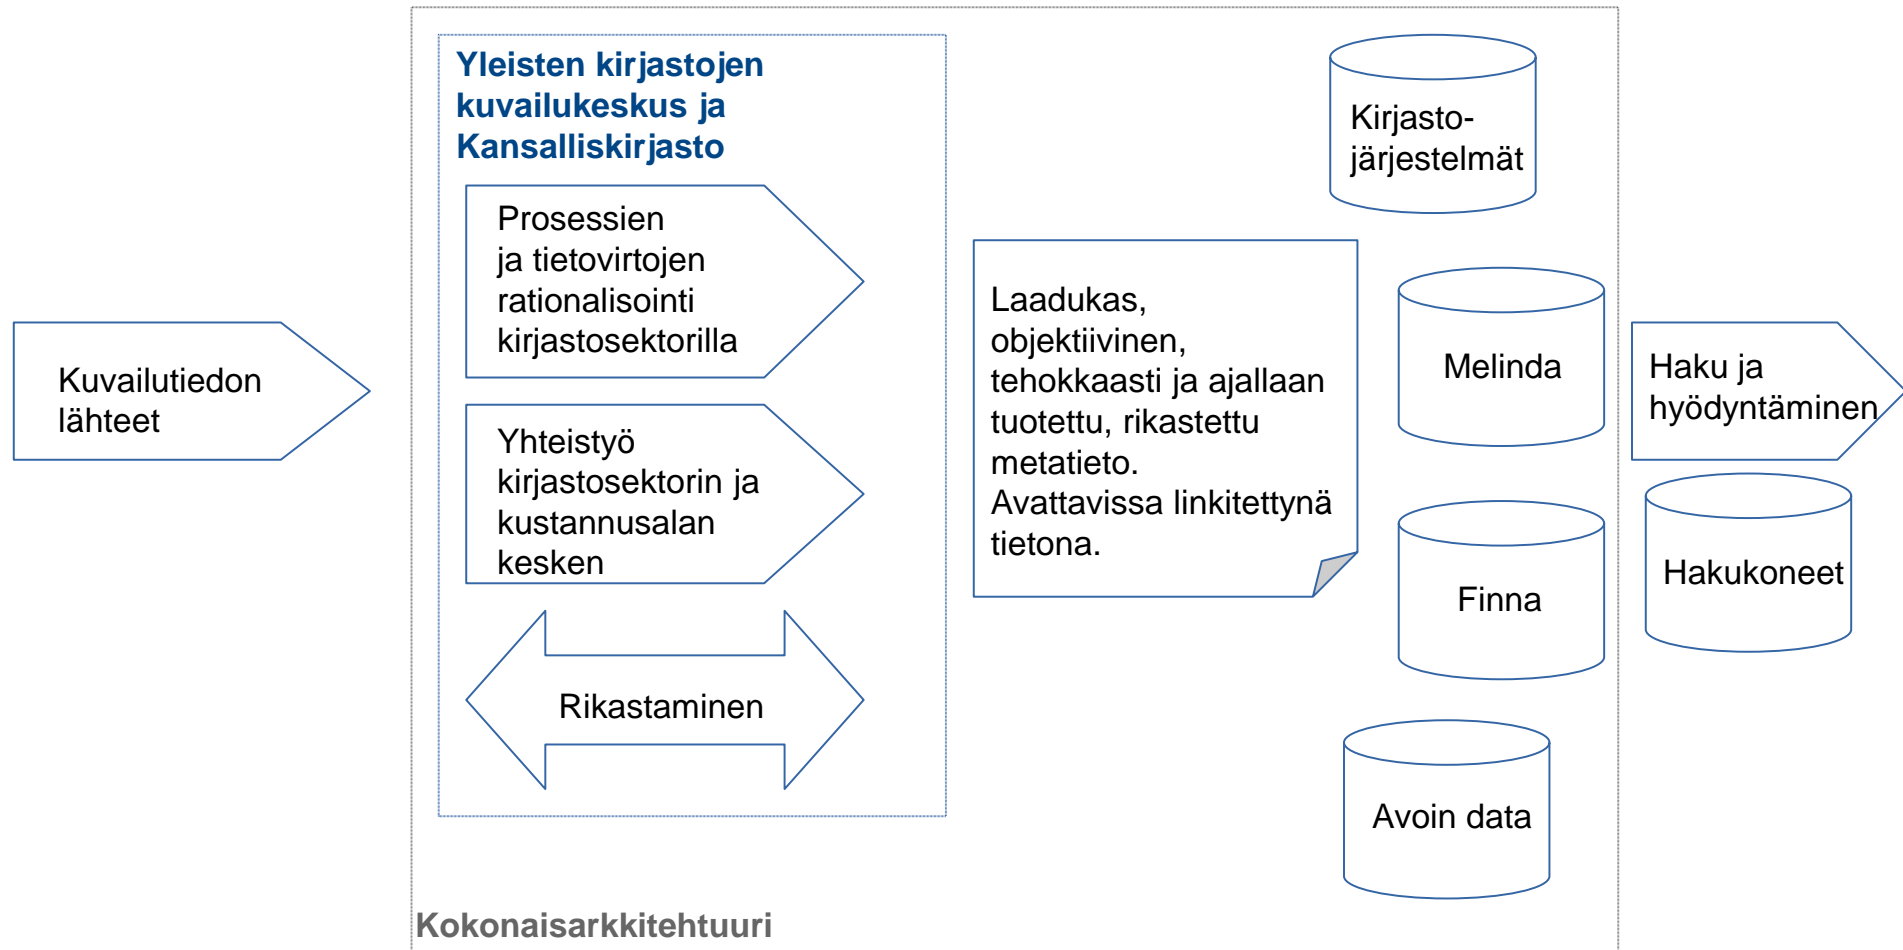 Kuvailutiedon
lähteet
Yleisten kirjastojen
kuvailukeskus ja
Kansalliskirjasto
Prosessien
ja tietovirtojen
rationalisointi
kirjastosektorilla
Yhteistyö
kirjastosektorin ja
kustannusalan
kesken
Rikastaminen
Laadukas,
objektiivinen,
tehokkaasti ja ajallaan
tuotettu, rikastettu
metatieto.
Avattavissa linkitettynä
tietona.
Kirjasto-
järjestelmät
Melinda
Finna
Avoin data
Haku ja
hyödyntäminen
Hakukoneet
Kokonaisarkkitehtuuri